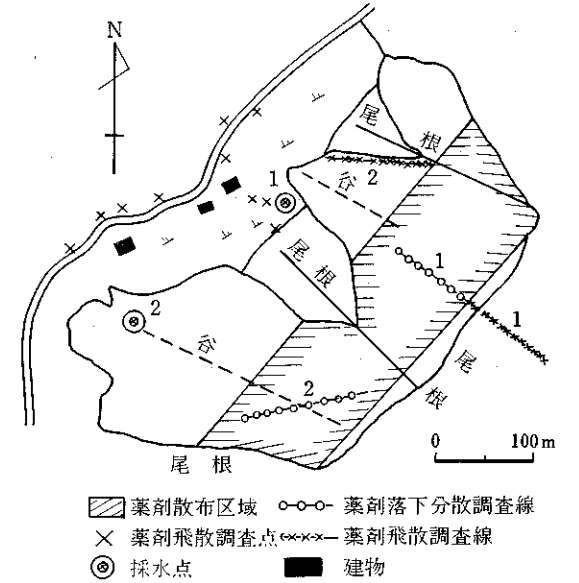 N
尾
根
1
2
谷
尾
根
1
1
2
谷
2
尾
根
尾根
0 100m
薬剤散布区域 薬剤落下分散調査線
薬剤飛散調査点 薬剤飛散調査線
採水点 建物